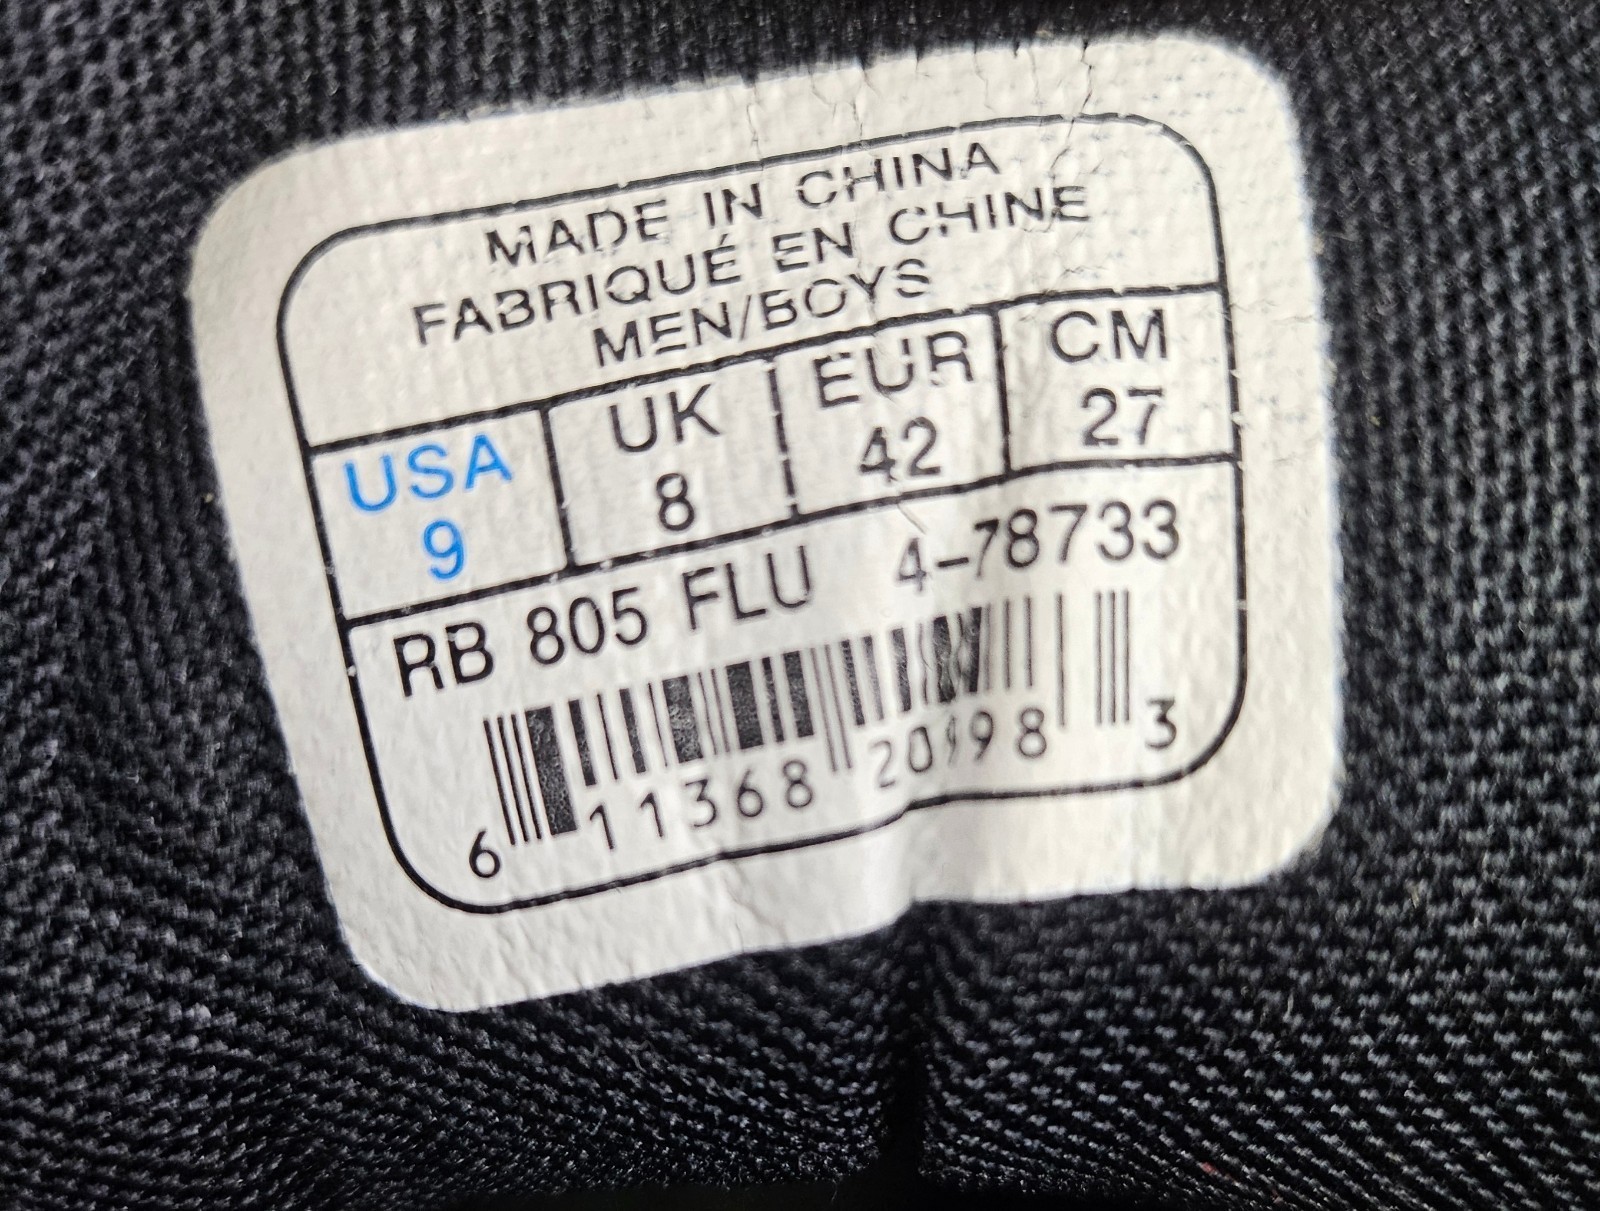 MADE IN CHINA
FABRIQUÉ EN CHINE
MEN/BOYS
USA UK EUR CM
9 8 42 27
RB 805 FLU 4-78733
6 11368 20998 3